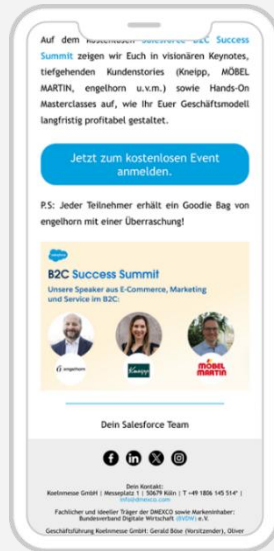 Auf dem kostenlosen Salesforce B2C Success
Summit zeigen wir Euch in visionären Keynotes,
tiefgehenden Kundenstories (Kneipp, MÖBEL
MARTIN, engelhorn u.v.m.) sowie Hands-On
Masterclasses auf, wie Ihr Euer Geschäftsmodell
langfristig profitabel gestaltet.
Jetzt zum kostenlosen Event
anmelden.
P.S: Jeder Teilnehmer erhält ein Goodie Bag von
engelhorn mit einer Überraschung!
salesforce
B2C Success Summit
Unsere Speaker aus E-Commerce, Marketing
und Service im B2C:
engelhorn
Kneipp
MÖBEL
MARTIN
Dein Salesforce Team
Dein Kontakt:
Koelnmesse GmbH | Messeplatz 1 | 50679 Köln | T +49 1806 145 514* |
info@dmexco.com
Fachlicher und ideeller Träger der DMEXCO sowie Markeninhaber:
Bundesverband Digitale Wirtschaft (BVDW) e.V.
Geschäftsführung Koelnmesse GmbH: Gerald Böse (Vorsitzender), Oliver